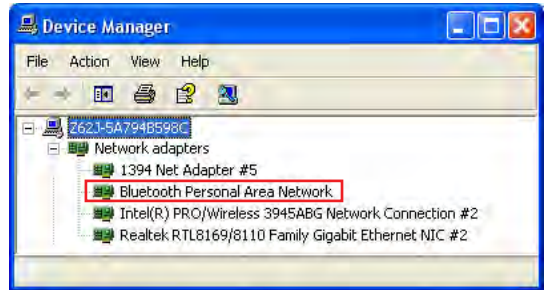 Device Manager
File Action View Help
Z62J-5A794B598C
Network adapters
1394 Net Adapter #5
Bluetooth Personal Area Network
Intel(R) PRO/Wireless 3945ABG Network Connection #2
Realtek RTL8169/8110 Family Gigabit Ethernet NIC #2